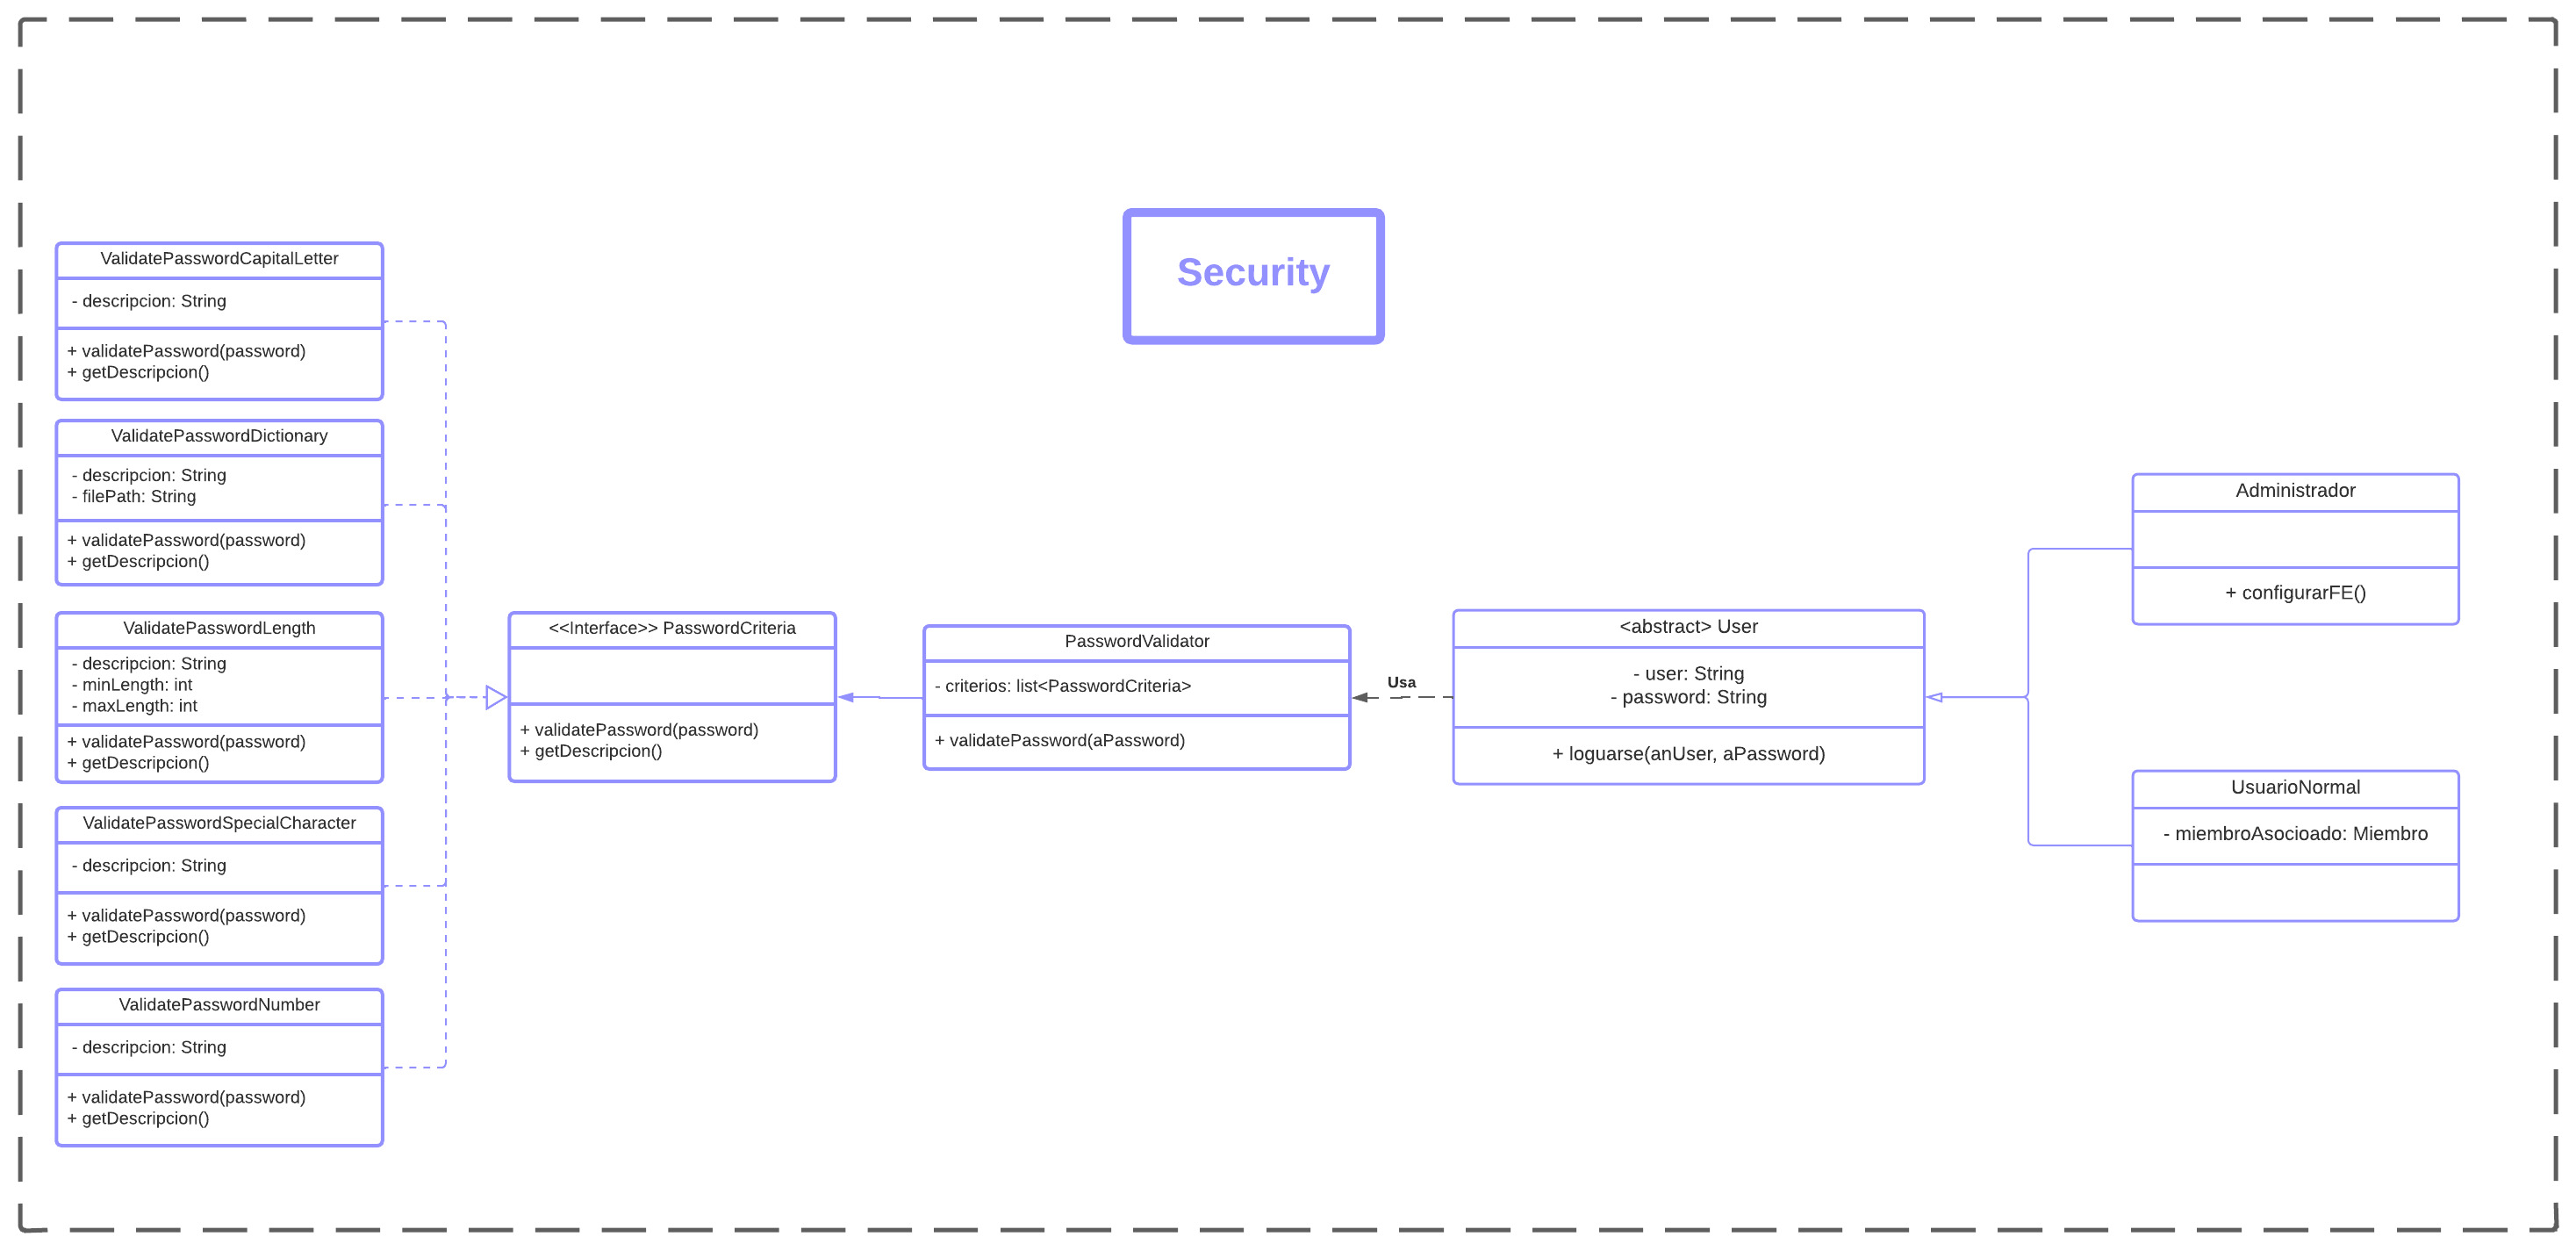 Security
ValidatePasswordCapitalLetter
- descripcion: String
+ validatePassword(password)
+ getDescripcion()
ValidatePasswordDictionary
- descripcion: String
- filePath: String
+ validatePassword(password)
+ getDescripcion()
ValidatePasswordLength
- descripcion: String
- minLength: int
- maxLength: int
+ validatePassword(password)
+ getDescripcion()
ValidatePasswordSpecialCharacter
- descripcion: String
+ validatePassword(password)
+ getDescripcion()
ValidatePasswordNumber
- descripcion: String
+ validatePassword(password)
+ getDescripcion()
<<Interface>> PasswordCriteria
+ validatePassword(password)
+ getDescripcion()
PasswordValidator
- criterios: list<PasswordCriteria>
+ validatePassword(aPassword)
Usa
<abstract> User
- user: String
- password: String
+ loguarse(anUser, aPassword)
Administrador
+ configurarFE()
UsuarioNormal
- miembroAsocioado: Miembro